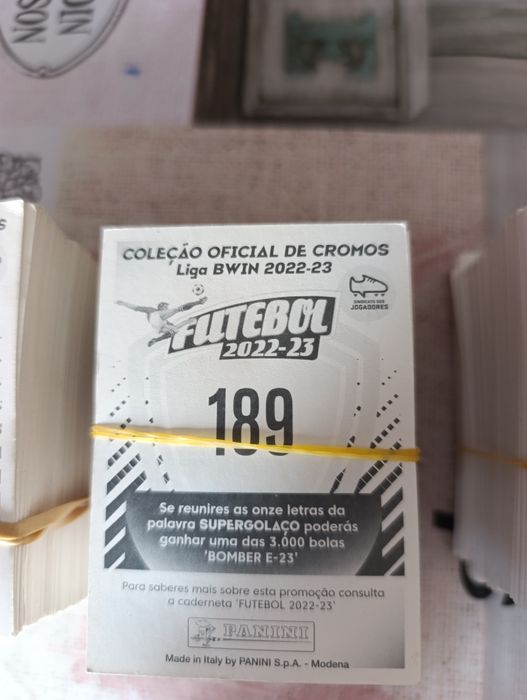 DIN
SON
COLEÇÃO OFICIAL DE CROMOS
Liga BWIN 2022-23
SINDICATO DOS
JOGADORES
FUTEBOL
2022-23
189
Se reunires as onze letras da
palavra SUPERGOLAÇO poderás
ganhar uma das 3.000 bolas
'BOMBER E-23'
Para saberes mais sobre esta promoção consulta
a caderneta 'FUTEBOL 2022-23'
PANINI
Made in Italy by PANINI S.p.A. - Modena